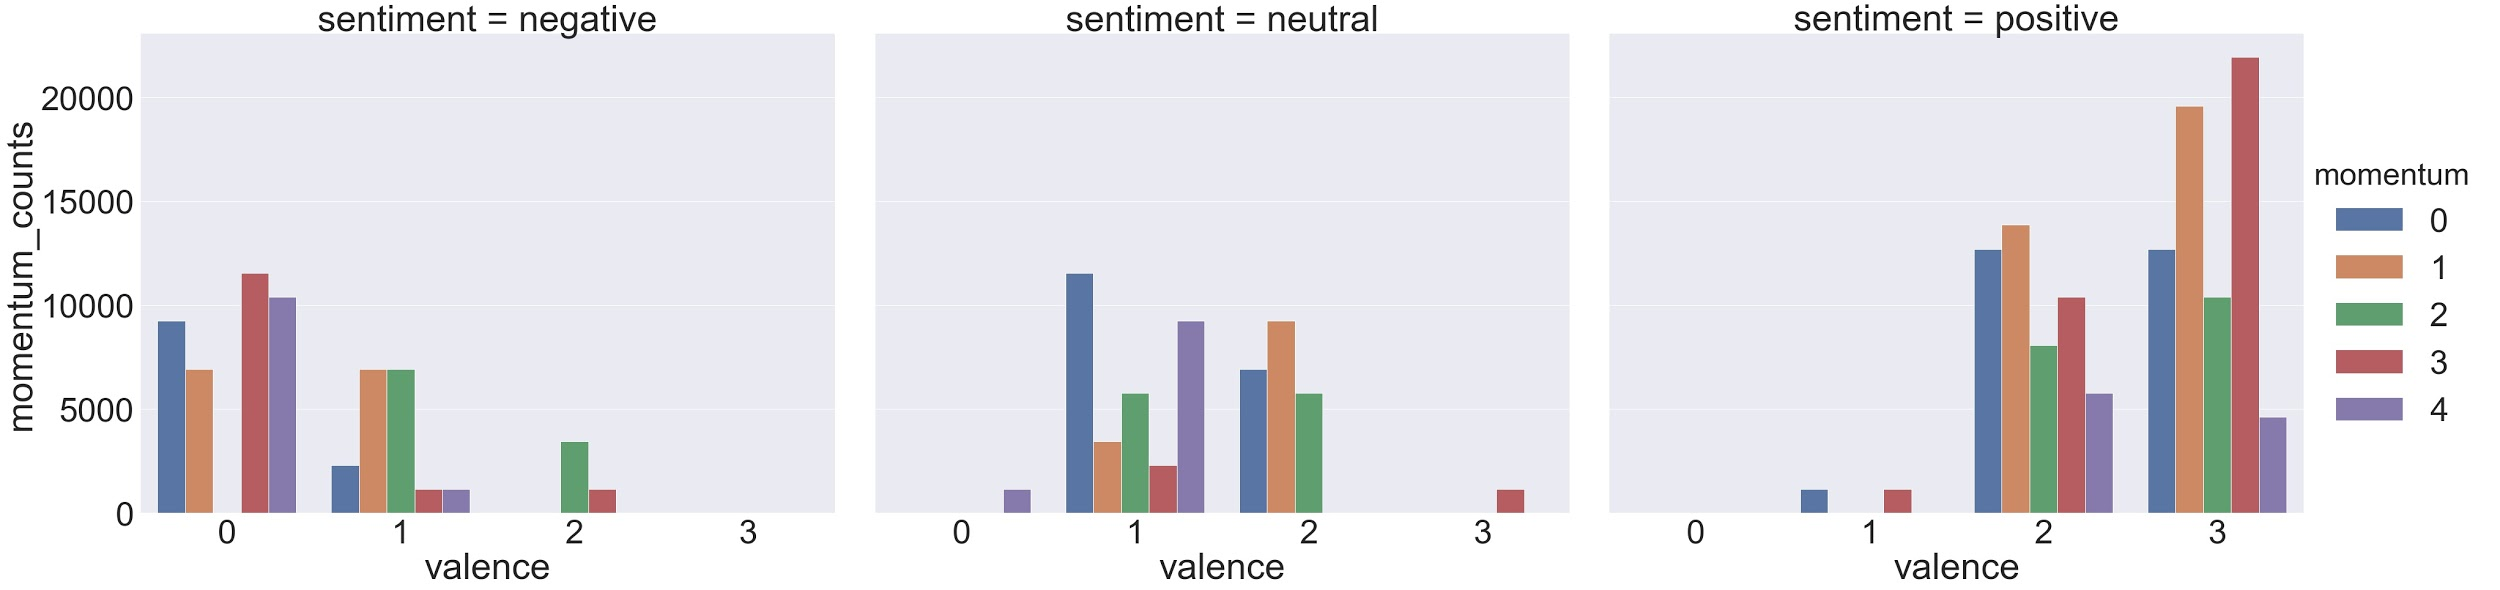 sentiment = negative
sentiment = neutral
sentiment = positive
momentum_counts
20000
15000
10000
5000
0
0 1 2 3
valence
0 1 2 3
valence
0 1 2 3
valence
momentum
0
1
2
3
4